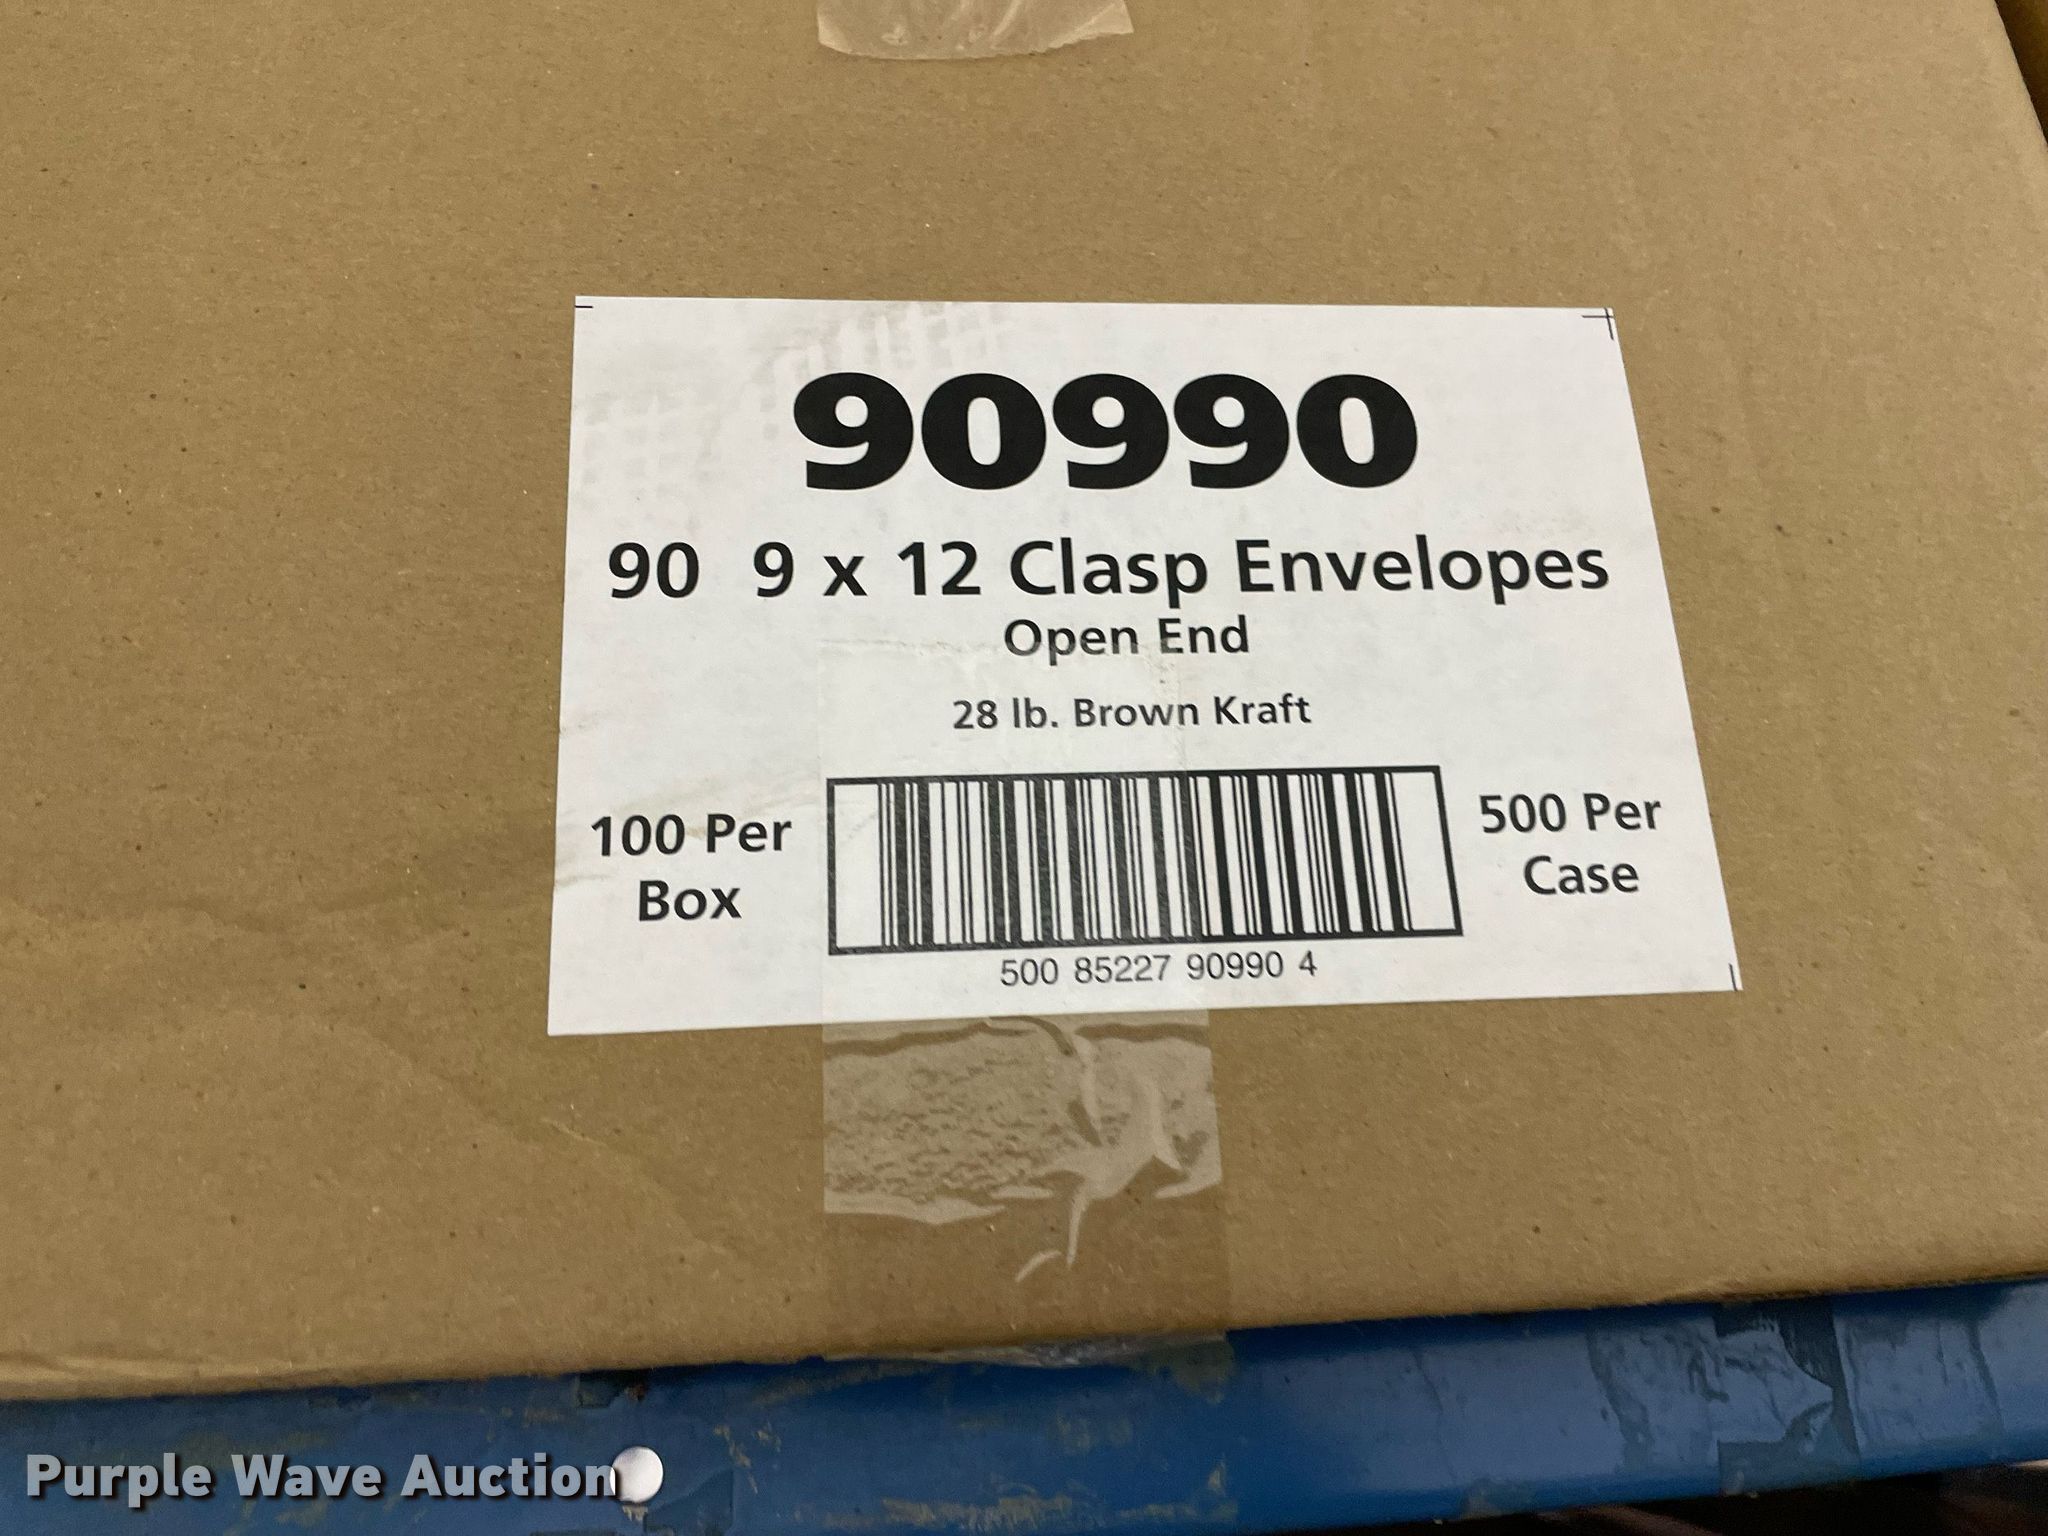 90990
90 9 x 12 Clasp Envelopes
Open End
28 lb. Brown Kraft
100 Per
Box
500 Per
Case
500 85227 90990 4
Purple Wave Auction